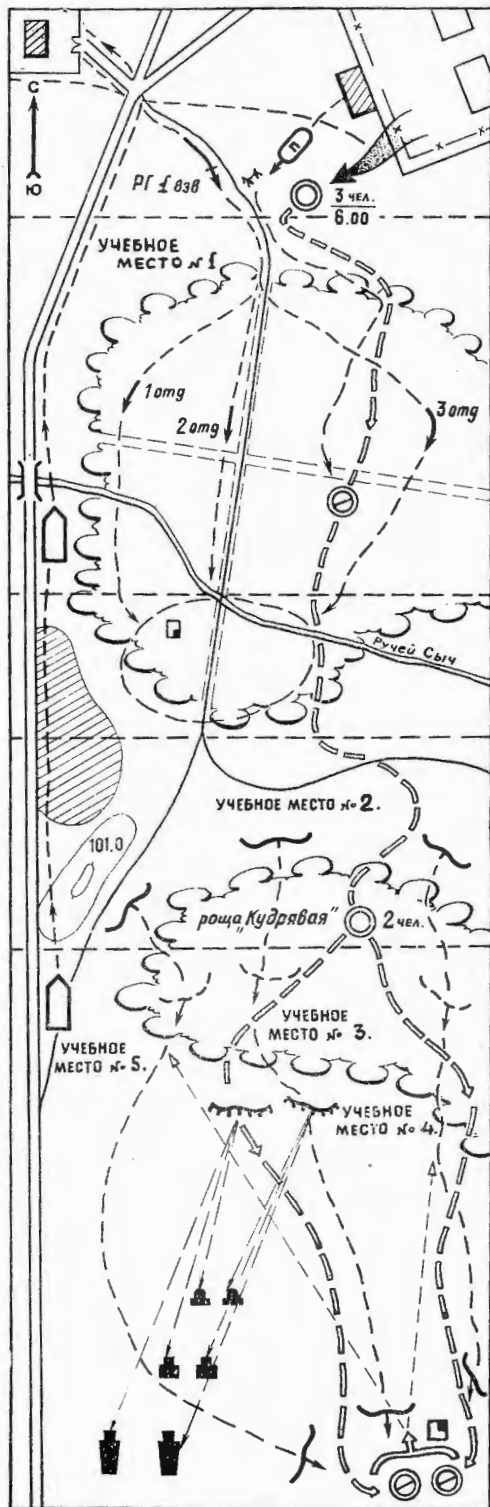 С
Ю
п
РГ 1 взв
3 чел.
6.00
УЧЕБНОЕ
МЕСТО № 1
1 отд
2 отд
3 отд
Ручей Сыч
УЧЕБНОЕ МЕСТО № 2.
101.0
роща „Кудрявая"
2 чел.
УЧЕБНОЕ
МЕСТО № 3.
УЧЕБНОЕ
МЕСТО № 5.
УЧЕБНОЕ
МЕСТО № 4.